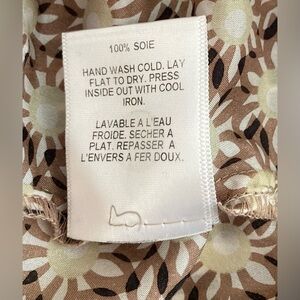 100% SOIE
HAND WASH COLD. LAY
FLAT TO DRY. PRESS
INSIDE OUT WITH COOL
IRON.
LAVABLE A L'EAU
FROIDE. SECHER A
PLAT. REPASSER A
L'ENVERS A FER DOUX.